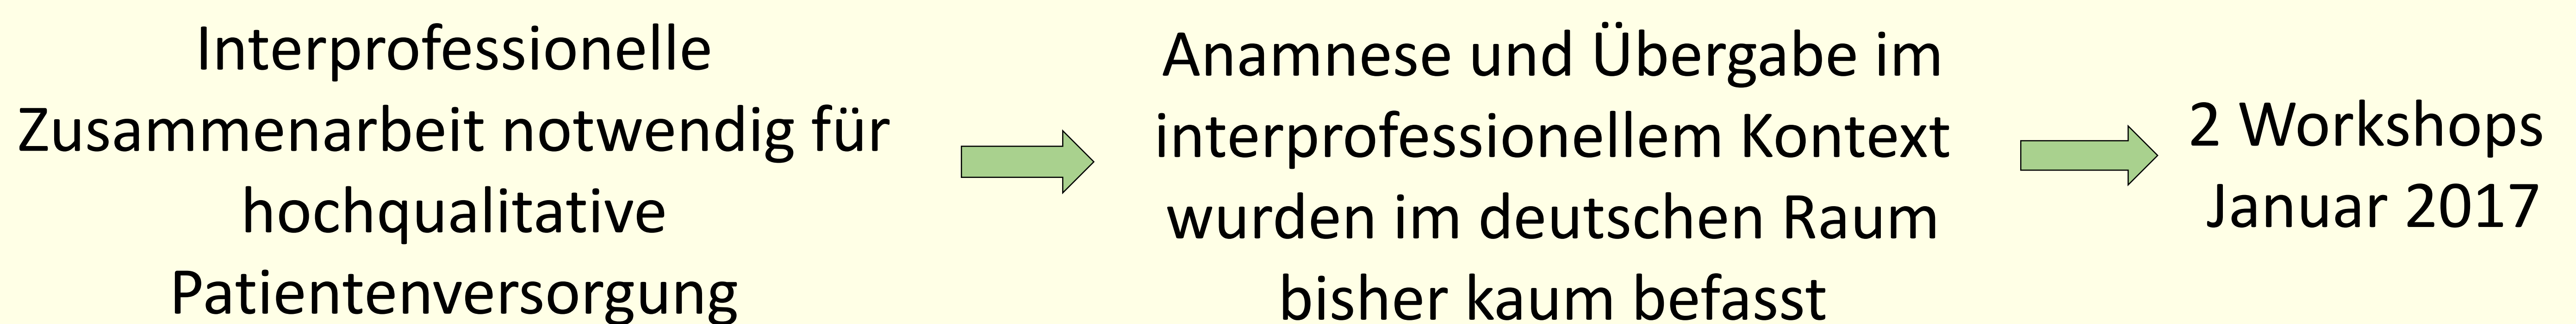 Interprofessionelle
Zusammenarbeit notwendig für
hochqualitative
Patientenversorgung
Anamnese und Übergabe im
interprofessionellem Kontext
wurden im deutschen Raum
bisher kaum befasst
2 Workshops
Januar 2017